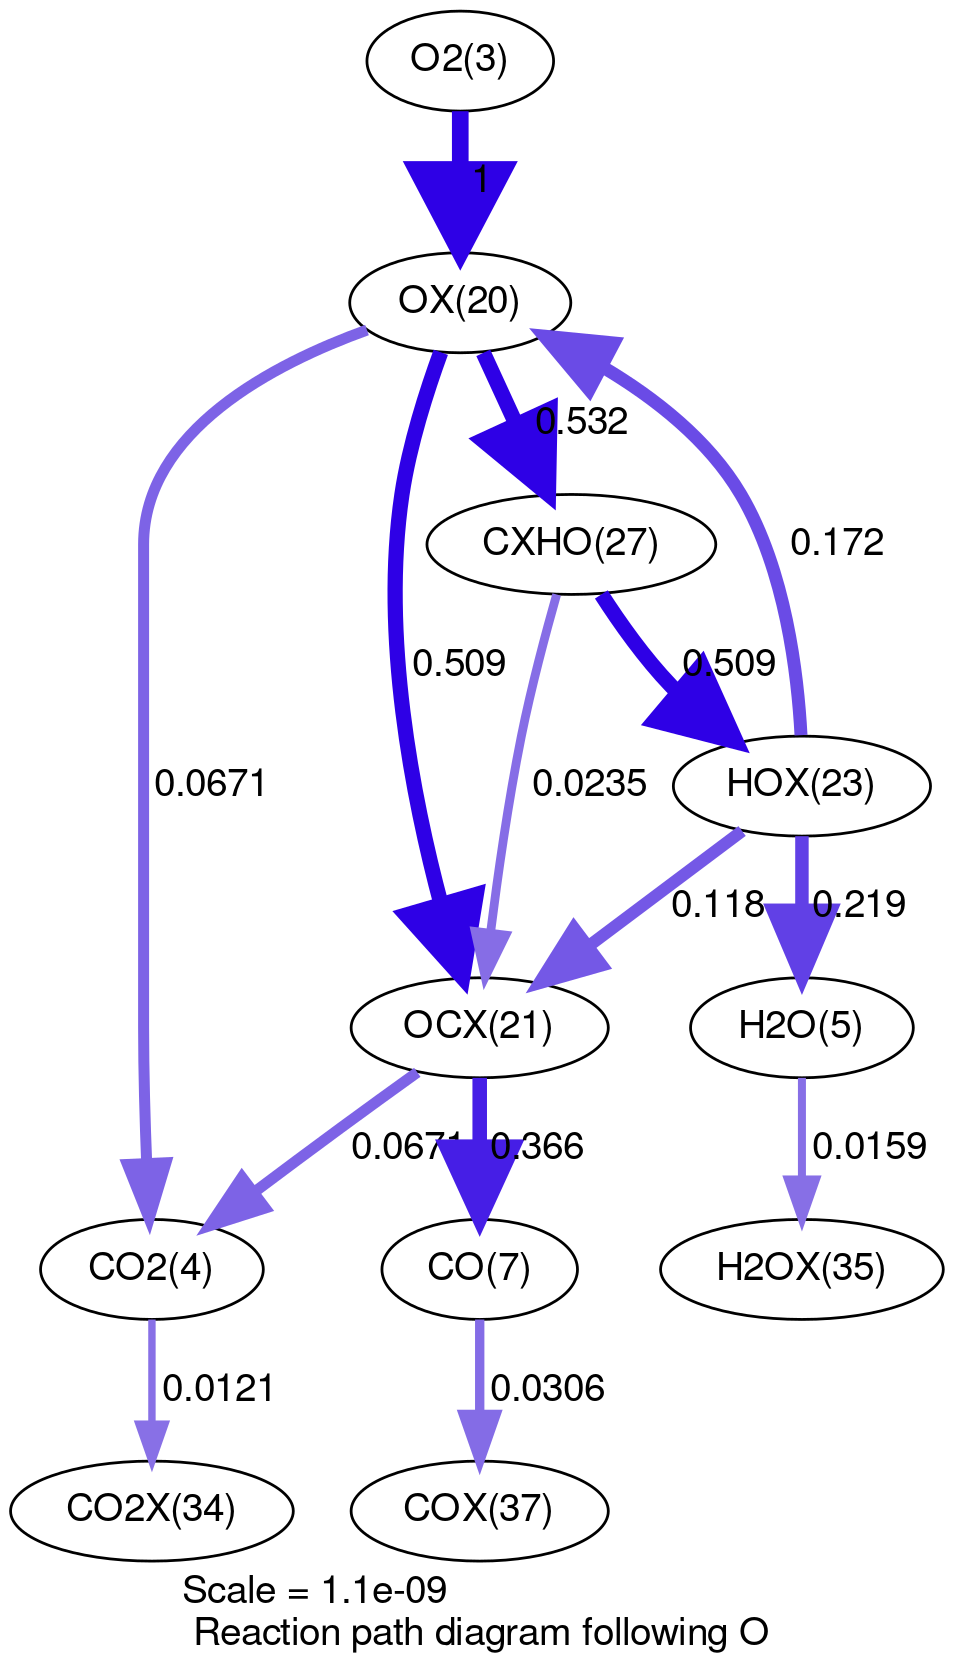 O2(3)
1
OX(20)
0.532
CXHO(27)
0.172
0.509
0.509
0.0671
0.0235
HOX(23)
0.118
0.219
OCX(21)
H2O(5)
0.0671
0.366
0.0159
CO2(4)
CO(7)
H2OX(35)
0.0121
0.0306
CO2X(34)
COX(37)
Scale = 1.1e-09
Reaction path diagram following O